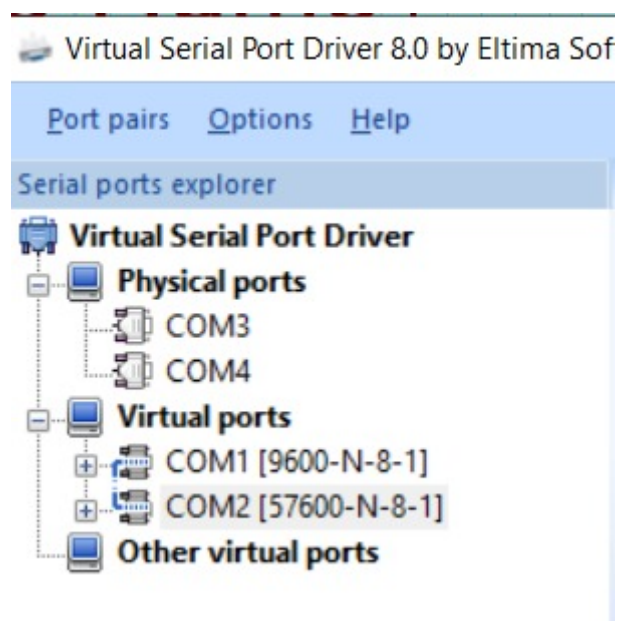 Virtual Serial Port Driver 8.0 by Eltima Sof
Port pairs Options Help
Serial ports explorer
Virtual Serial Port Driver
Physical ports
COM3
COM4
Virtual ports
COM1 [9600-N-8-1]
COM2 [57600-N-8-1]
Other virtual ports